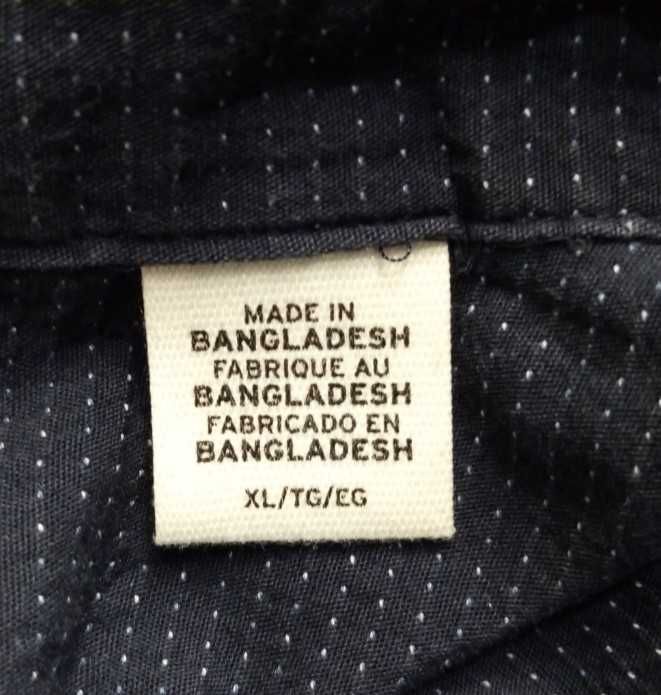 MADE IN
BANGLADESH
FABRIQUE AU
BANGLADESH
FABRICADO EN
BANGLADESH
XL/TG/EG